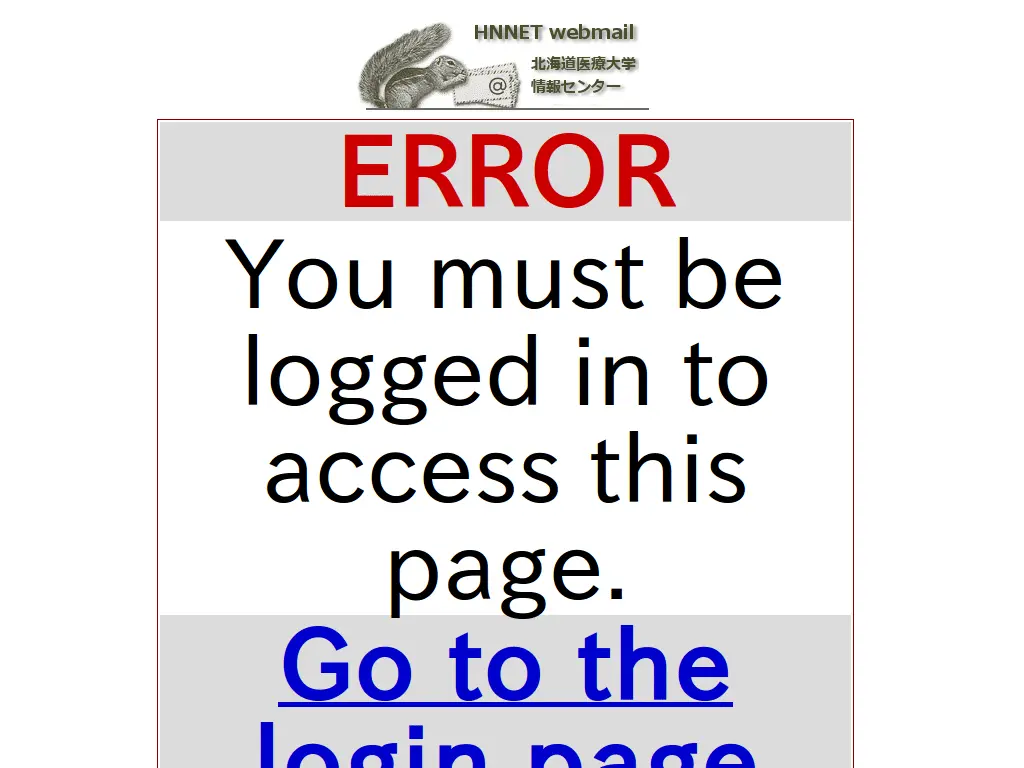 HNNET webmail
北海道医療大学
情報センター
@
ERROR
You must be
logged in to
access this
page.
Go to the
login page